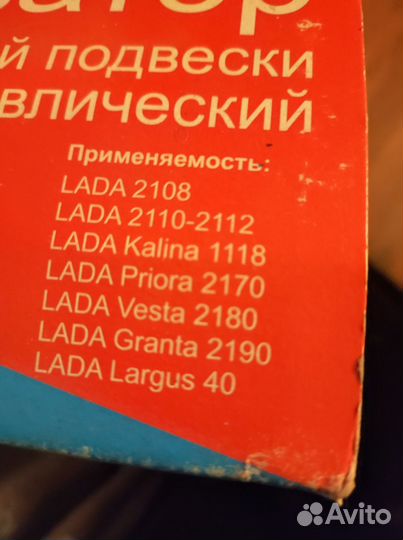 й подвески
влический
Применяемость:
LADA 2108
LADA 2110-2112
LADA Kalina 1118
LADA Priora 2170
LADA Vesta 2180
LADA Granta 2190
LADA Largus 40
Avito